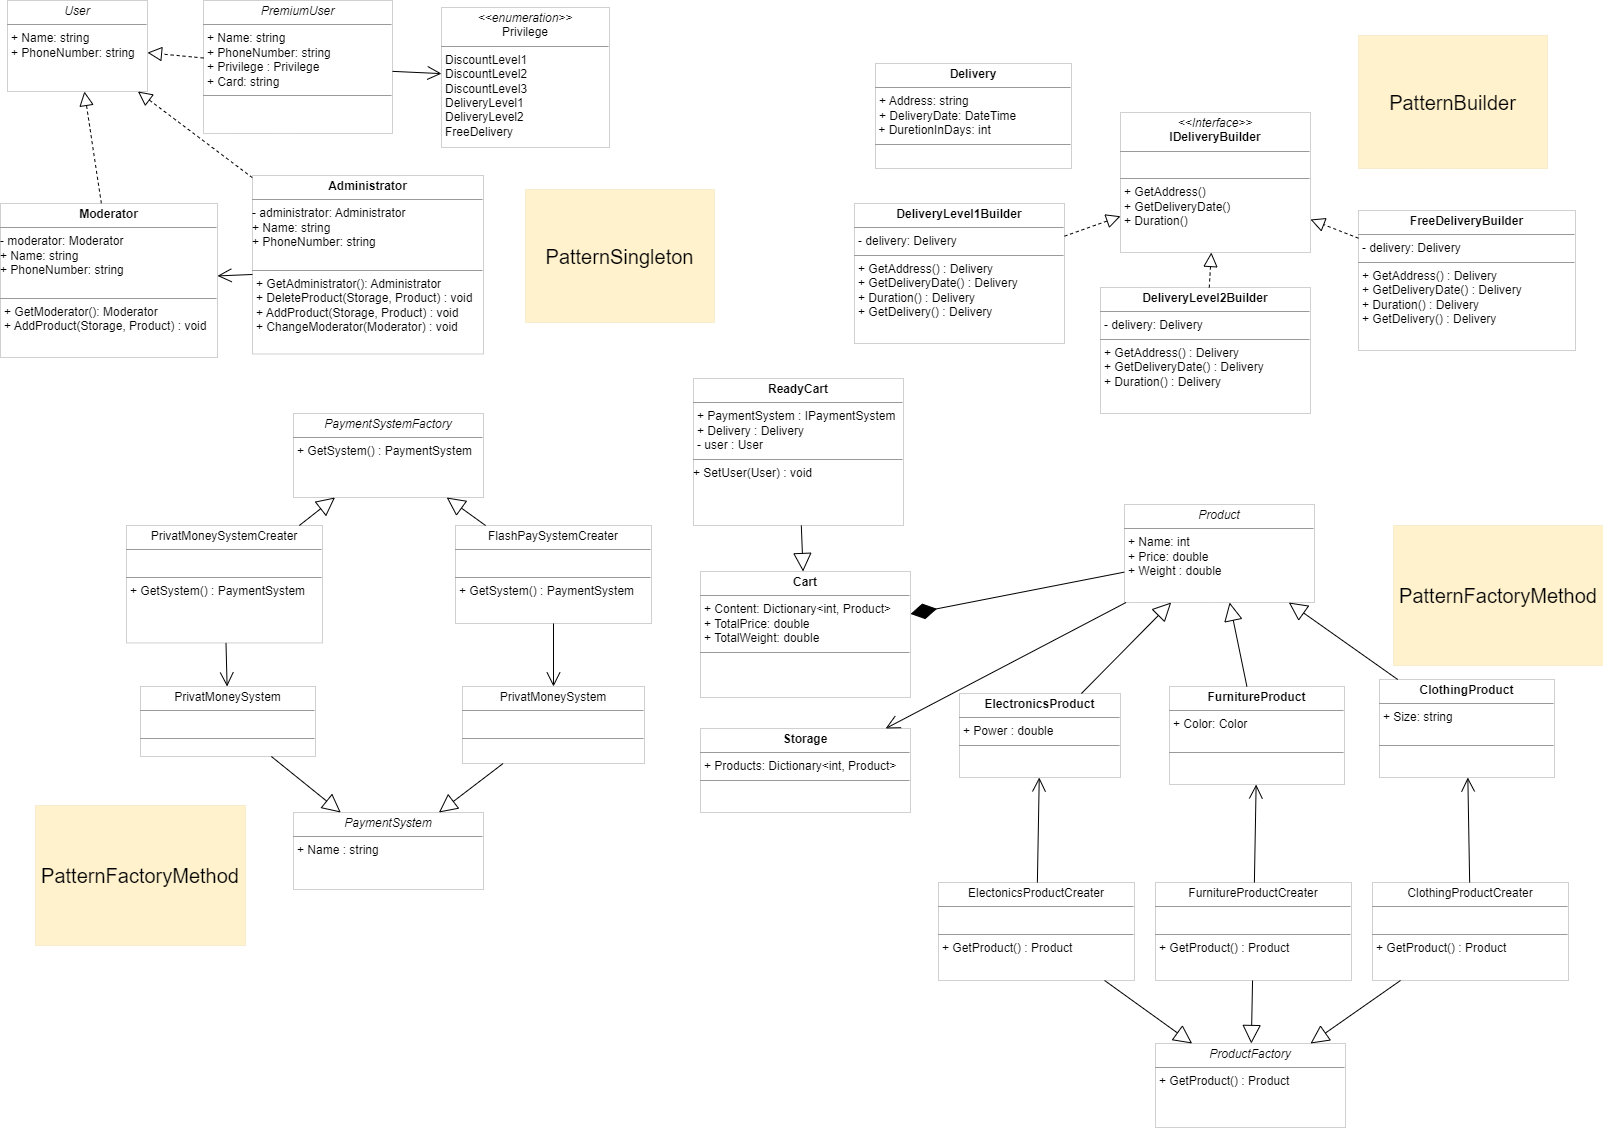 User
+ Name: string
+ PhoneNumber: string
PremiumUser
+ Name: string
+ PhoneNumber: string
+ Privilege : Privilege
+ Card: string
<<enumeration>>
Privilege
DiscountLevel1
DiscountLevel2
DiscountLevel3
DeliveryLevel1
DeliveryLevel2
FreeDelivery
Delivery
+ Address: string
+ DeliveryDate: DateTime
+ DuretionInDays: int
<<Interface>>
IDeliveryBuilder
+ GetAddress()
+ GetDeliveryDate()
+ Duration()
PatternBuilder
Moderator
- moderator: Moderator
+ Name: string
+ PhoneNumber: string
+ GetModerator(): Moderator
+ AddProduct(Storage, Product) : void
Administrator
- administrator: Administrator
+ Name: string
+ PhoneNumber: string
+ GetAdministrator(): Administrator
+ DeleteProduct(Storage, Product) : void
+ AddProduct(Storage, Product) : void
+ ChangeModerator(Moderator) : void
PatternSingleton
DeliveryLevel1Builder
- delivery: Delivery
+ GetAddress() : Delivery
+ GetDeliveryDate() : Delivery
+ Duration() : Delivery
+ GetDelivery() : Delivery
DeliveryLevel2Builder
- delivery: Delivery
+ GetAddress() : Delivery
+ GetDeliveryDate() : Delivery
+ Duration() : Delivery
FreeDeliveryBuilder
- delivery: Delivery
+ GetAddress() : Delivery
+ GetDeliveryDate() : Delivery
+ Duration() : Delivery
+ GetDelivery() : Delivery
PaymentSystemFactory
+ GetSystem() : PaymentSystem
PrivatMoneySystemCreater
+ GetSystem() : PaymentSystem
FlashPaySystemCreater
+ GetSystem() : PaymentSystem
PrivatMoneySystem
PrivatMoneySystem
PaymentSystem
+ Name : string
PatternFactoryMethod
ReadyCart
+ PaymentSystem : IPaymentSystem
+ Delivery : Delivery
- user : User
+ SetUser(User) : void
Cart
+ Content: Dictionary<int, Product>
+ TotalPrice: double
+ TotalWeight: double
Storage
+ Products: Dictionary<int, Product>
Product
+ Name: int
+ Price: double
+ Weight : double
PatternFactoryMethod
ElectronicsProduct
+ Power : double
FurnitureProduct
+ Color: Color
ClothingProduct
+ Size: string
ElectonicsProductCreater
+ GetProduct() : Product
FurnitureProductCreater
+ GetProduct() : Product
ClothingProductCreater
+ GetProduct() : Product
ProductFactory
+ GetProduct() : Product